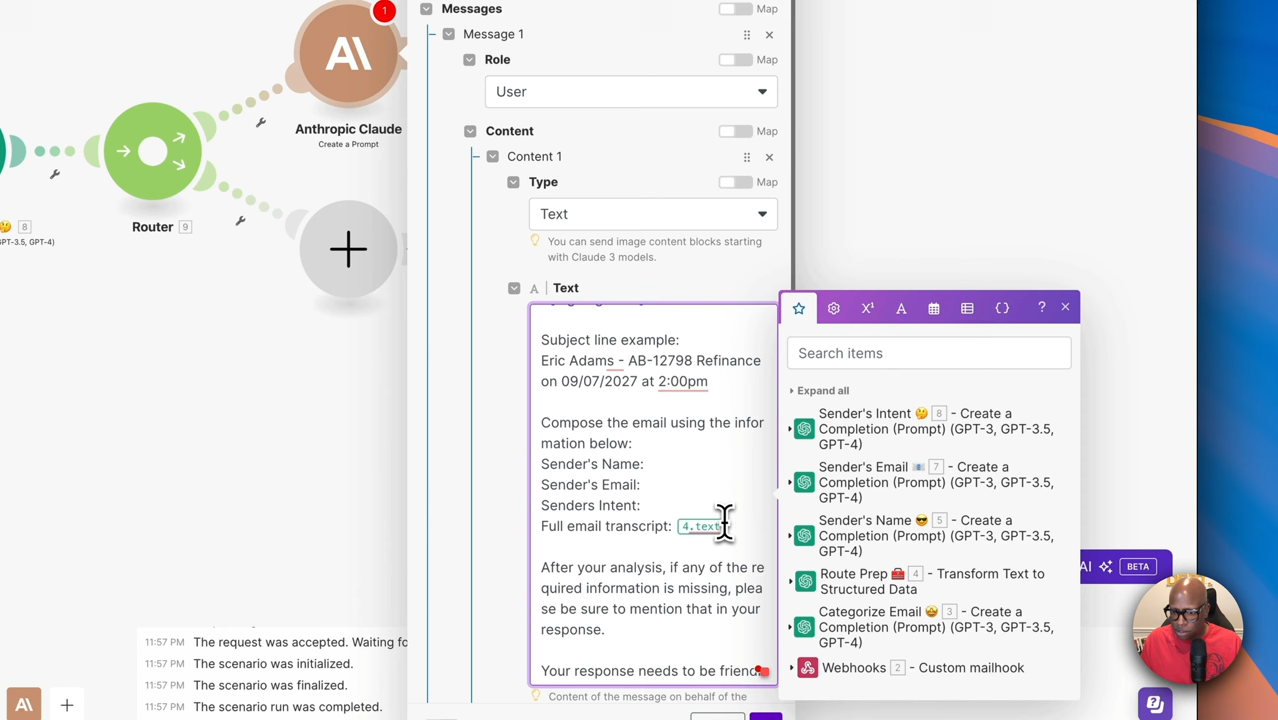 Messages
Map
Message 1
Role
Map
User
1
Anthropic Claude
Create a Prompt
Content
Map
Content 1
Type
Map
Text
You can send image content blocks starting
with Claude 3 models.
Router 9
8
GPT-3.5, GPT-4)
A | Text
Subject line example:
Eric Adams - AB-12798 Refinance
on 09/07/2027 at 2:00pm
Compose the email using the infor
mation below:
Sender's Name:
Sender's Email:
Senders Intent:
Full email transcript: 4.text
After your analysis, if any of the re
quired information is missing, plea
se be sure to mention that in your
response.
Your response needs to be friend
Content of the message on behalf of the
Search items
Expand all
Sender's Intent 🤔 8 - Create a
Completion (Prompt) (GPT-3, GPT-3.5,
GPT-4)
Sender's Email 📧 7 - Create a
Completion (Prompt) (GPT-3, GPT-3.5,
GPT-4)
Sender's Name 😎 5 - Create a
Completion (Prompt) (GPT-3, GPT-3.5,
GPT-4)
Route Prep 🧰 4 - Transform Text to
Structured Data
Categorize Email 🤩 3 - Create a
Completion (Prompt) (GPT-3, GPT-3.5,
GPT-4)
Webhooks 2 - Custom mailhook
AI BETA
11:57 PM The request was accepted. Waiting fo
11:57 PM The scenario was initialized.
11:57 PM The scenario was finalized.
11:57 PM The scenario run was completed.